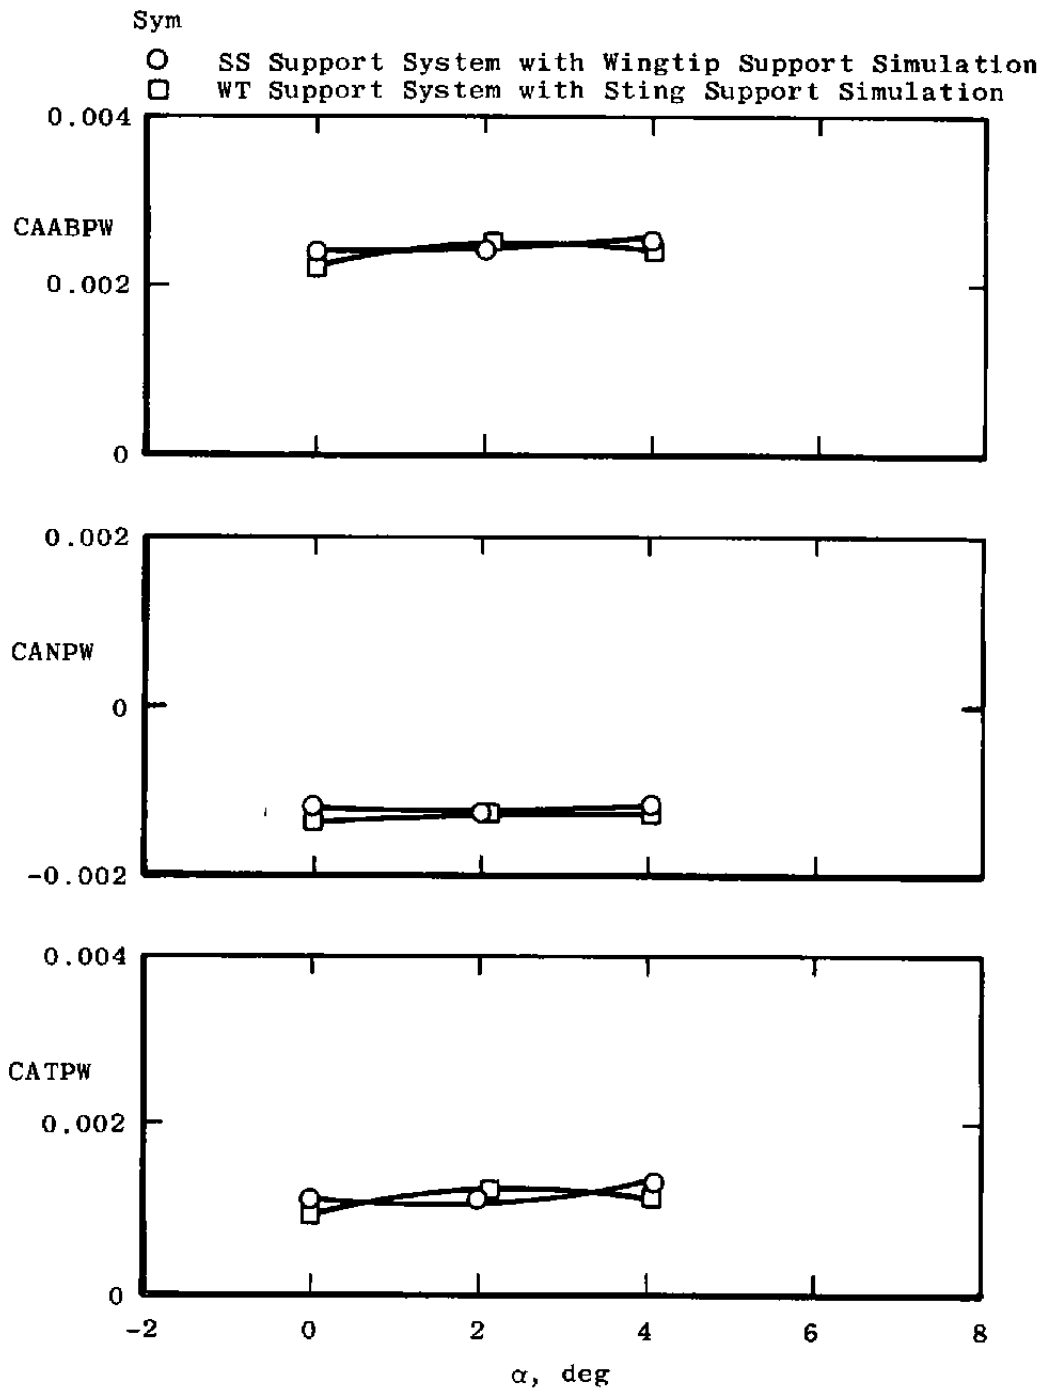 Sym
SS Support System with Wingtip Support Simulation
WT Support System with Sting Support Simulation
0.004
CAABPW
0.002
0
0.002
CANPW
0
-0.002
0.004
CATPW
0.002
0
-2 0 2 4 6 8
α, deg